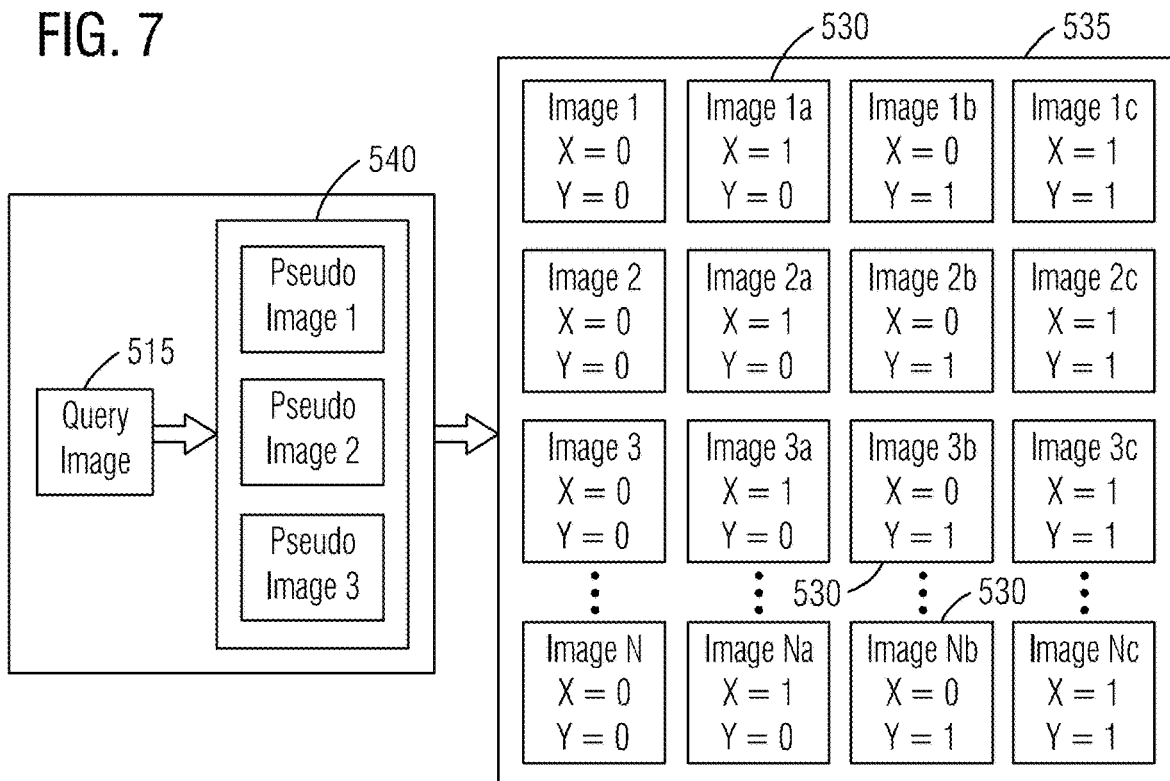 FIG. 7
530
535
Image 1
X = 0
Y = 0
Image 1a
X = 1
Y = 0
Image 1b
X = 0
Y = 1
Image 1c
X = 1
Y = 1
540
Pseudo
Image 1
Pseudo
Image 2
Pseudo
Image 3
515
Query
Image
Image 2
X = 0
Y = 0
Image 2a
X = 1
Y = 0
Image 2b
X = 0
Y = 1
Image 2c
X = 1
Y = 1
Image 3
X = 0
Y = 0
Image 3a
X = 1
Y = 0
Image 3b
X = 0
Y = 1
Image 3c
X = 1
Y = 1
530
530
Image N
X = 0
Y = 0
Image Na
X = 1
Y = 0
Image Nb
X = 0
Y = 1
Image Nc
X = 1
Y = 1